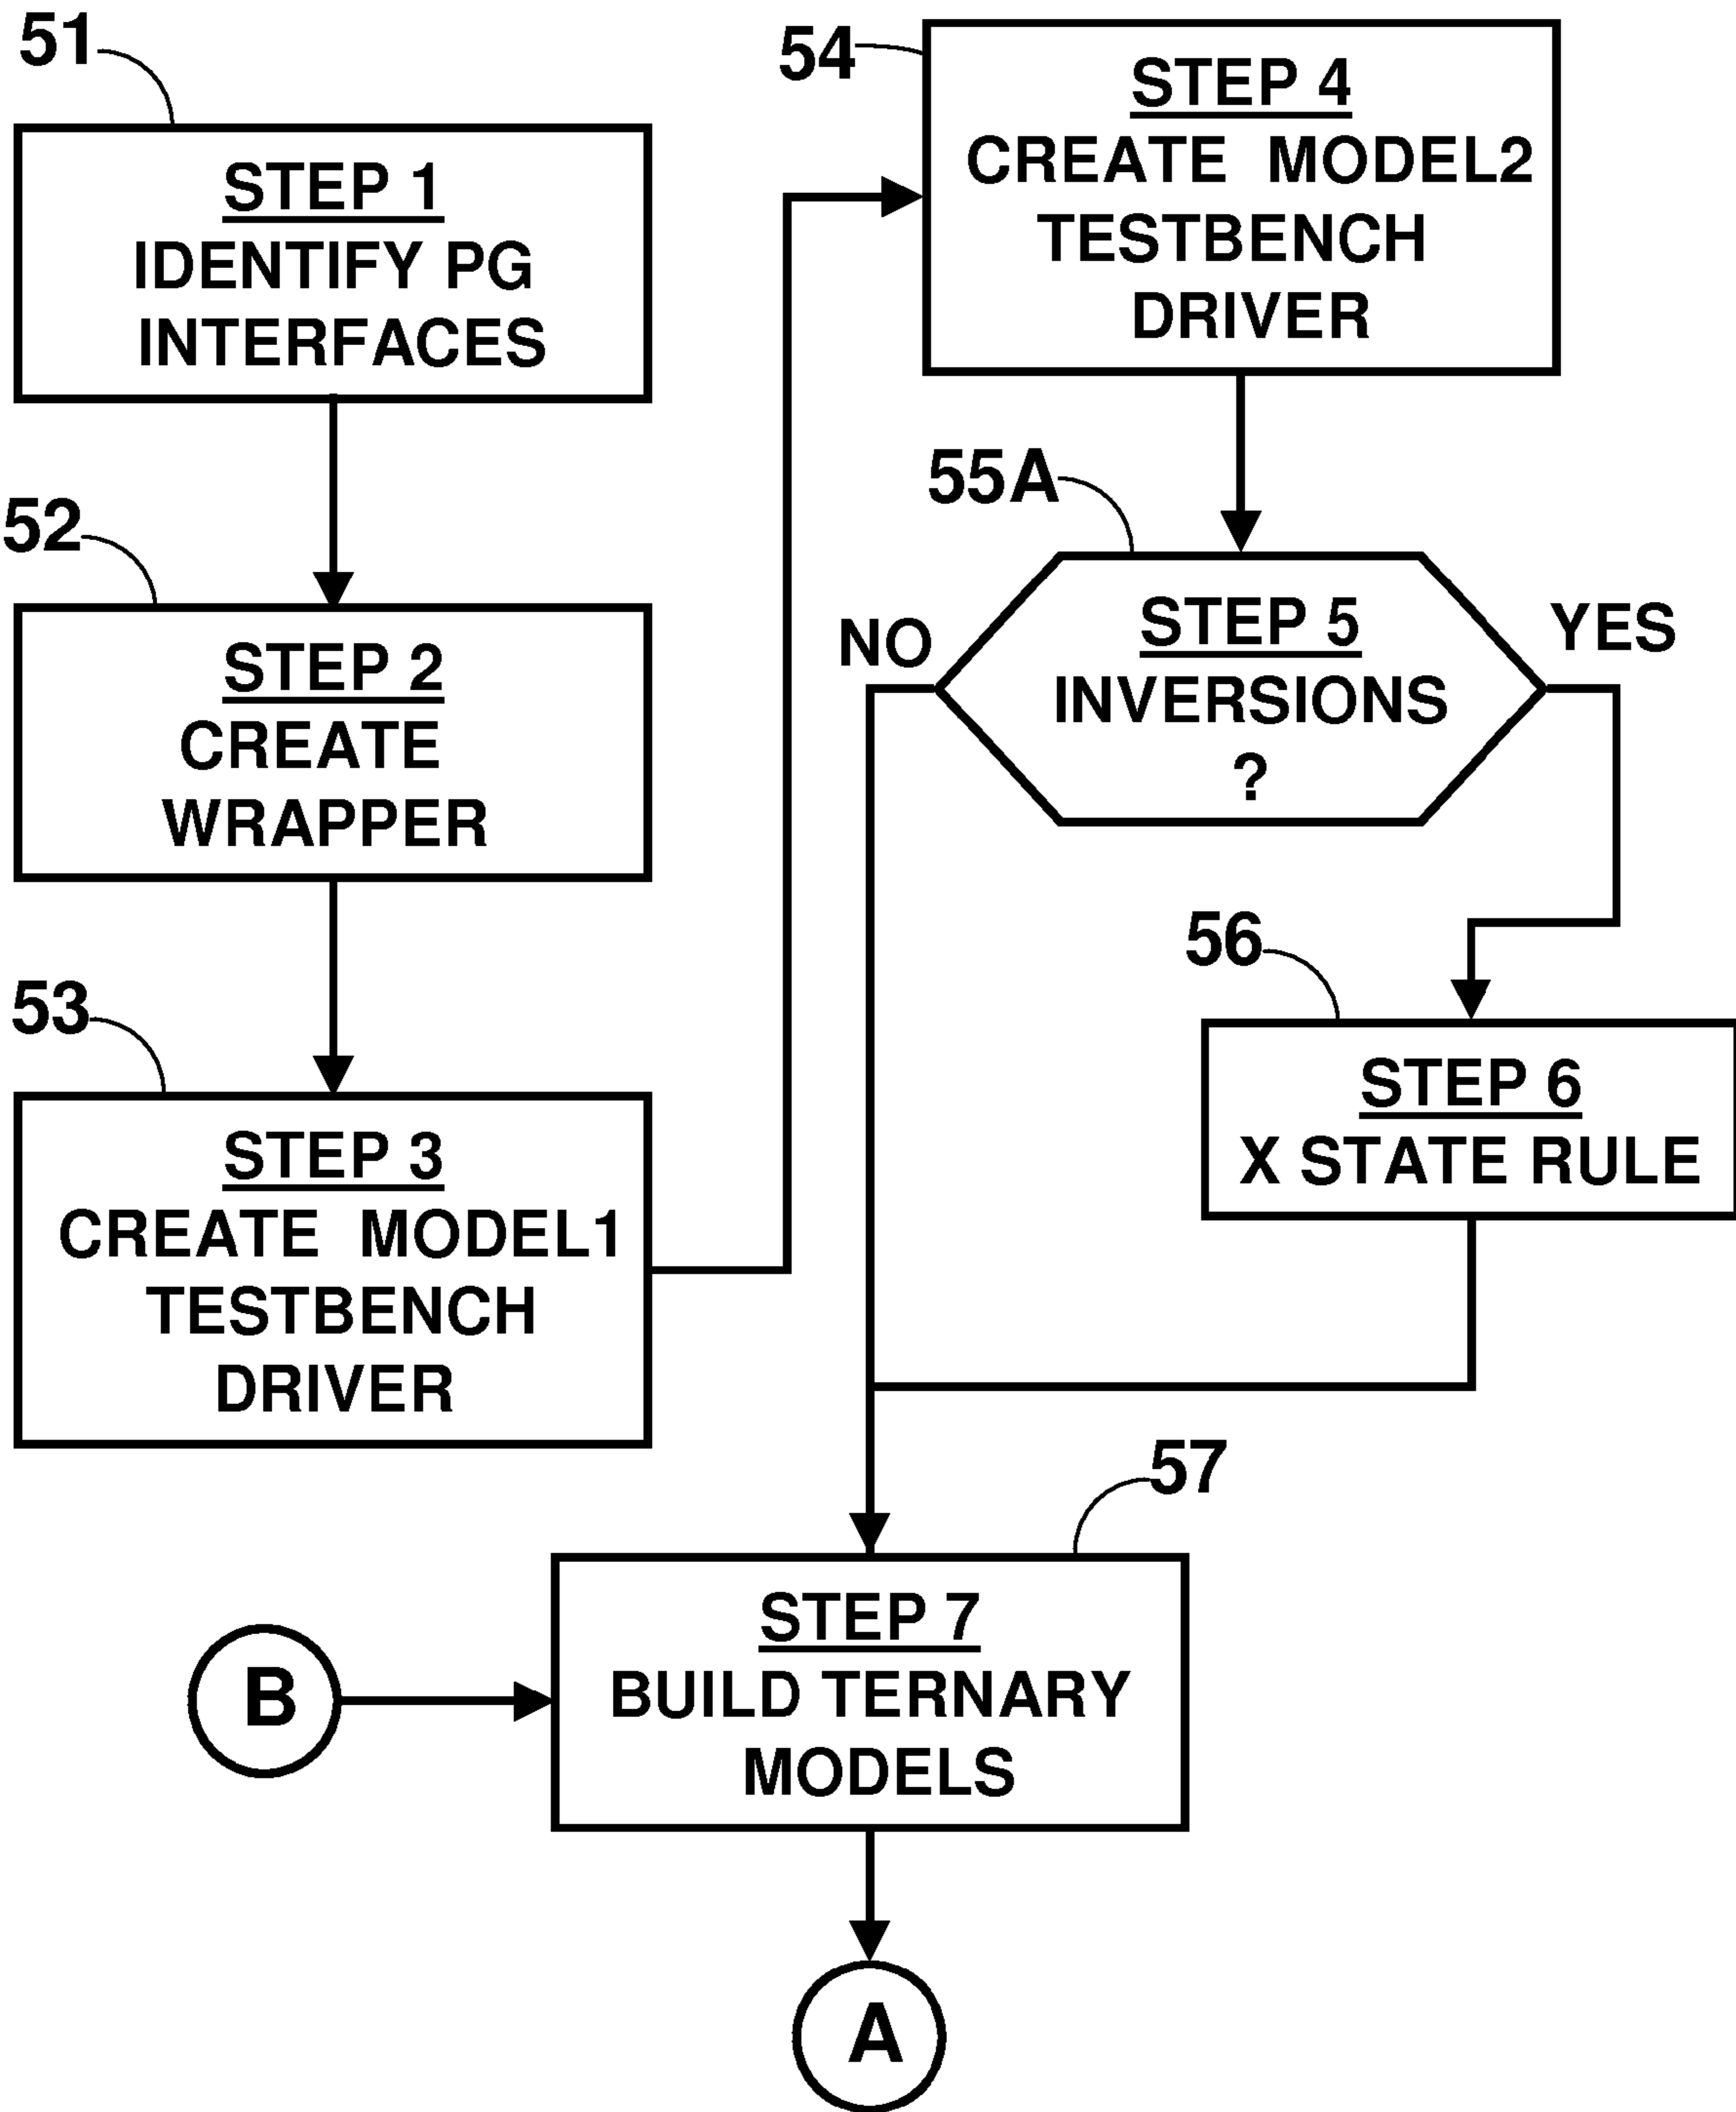 51
STEP 1
IDENTIFY PG
INTERFACES
52
STEP 2
CREATE
WRAPPER
53
STEP 3
CREATE MODEL1
TESTBENCH
DRIVER
54
STEP 4
CREATE MODEL2
TESTBENCH
DRIVER
55A
NO
STEP 5
INVERSIONS
?
YES
56
STEP 6
X STATE RULE
57
STEP 7
BUILD TERNARY
MODELS
B
A